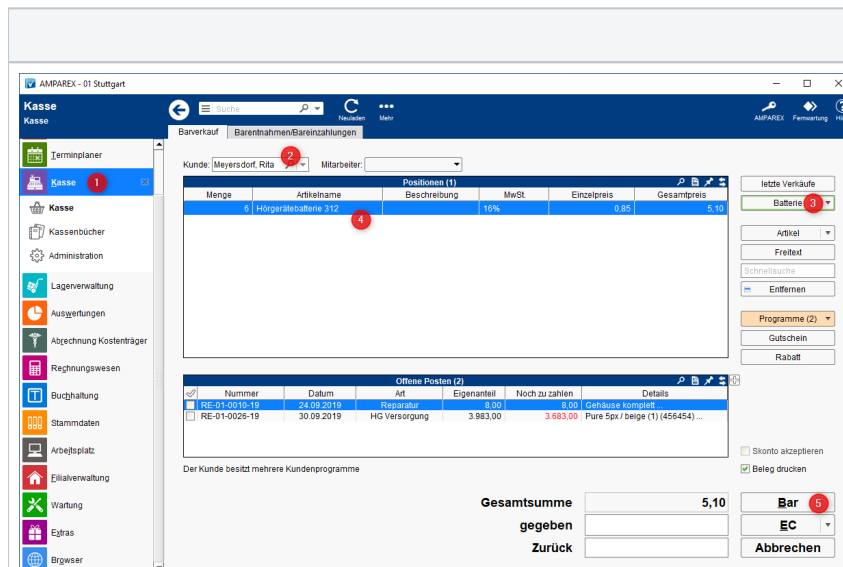 AMPAREX - 01 Stuttgart
Kasse
Kasse
Suche
Neuladen
Mehr
AMPAREX
Fernwartung
Barverkauf
Barentnahmen/Bareinzahlungen
Terminplaner
Kasse 1
Kasse
Kassenbücher
Administration
Lagerverwaltung
Auswertungen
Abrechnung Kostenträger
Rechnungswesen
Buchhaltung
Stammdaten
Arbeitsplatz
Filialverwaltung
Wartung
Extras
Browser
Kunde: Meyersdorf, Rita 2 Mitarbeiter:
Positionen (1)
Menge Artikelname Beschreibung MwSt. Einzelpreis Gesamtpreis
6 Hörgerätebatterie 312 16% 0,85 5,10
4
letzte Verkäufe
Batterie 3
Artikel
Freitext
Schnellsuche
Entfernen
Programme (2)
Gutschein
Rabatt
Offene Posten (2)
Nummer Datum Art Eigenanteil Noch zu zahlen Details
RE-01-0010-19 24.09.2019 Reparatur 8,00 8,00 Gehäuse komplett ...
RE-01-0026-19 30.09.2019 HG Versorgung 3.983,00 3.683,00 Pure 5px / beige (1) (456454) ...
Der Kunde besitzt mehrere Kundenprogramme
Skonto akzeptieren
Beleg drucken
Gesamtsumme 5,10
gegeben
Zurück
Bar 5
EC
Abbrechen